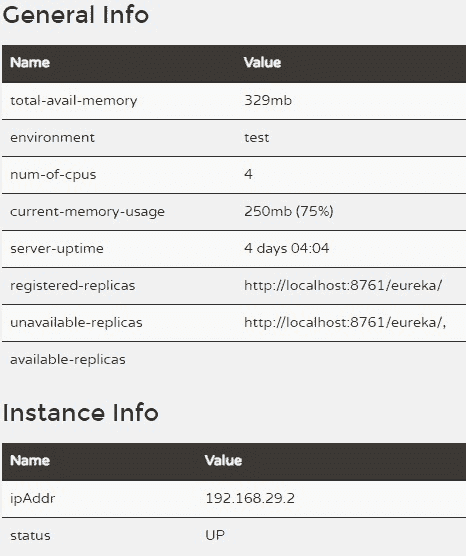 General Info
Name Value
total-avail-memory 329mb
environment test
num-of-cpus 4
current-memory-usage 250mb (75%)
server-uptime 4 days 04:04
registered-replicas http://localhost:8761/eureka/
unavailable-replicas http://localhost:8761/eureka/,
available-replicas
Instance Info
Name Value
ipAddr 192.168.29.2
status UP